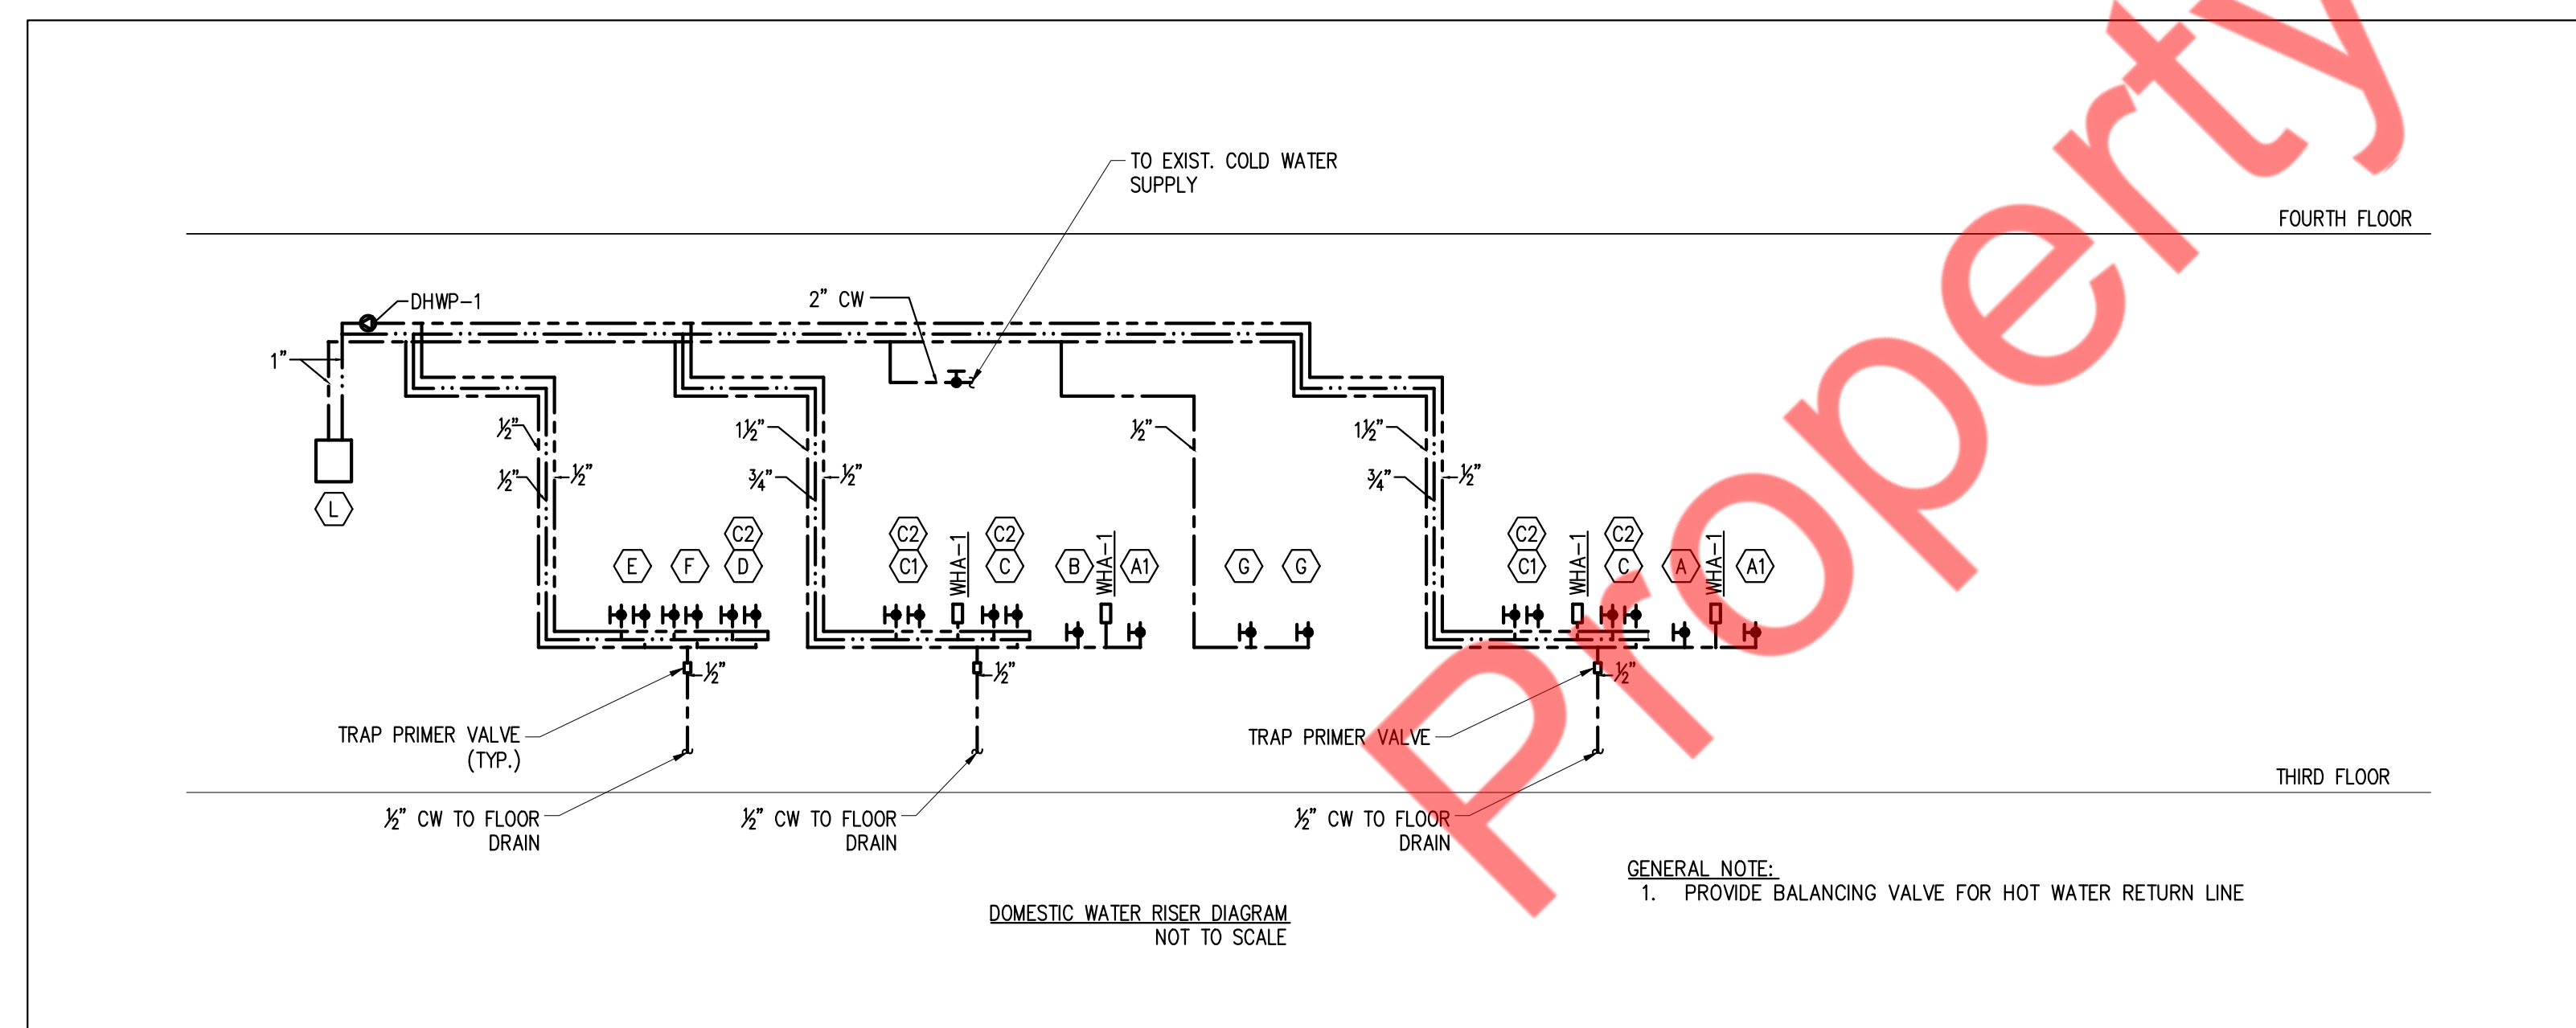 TO EXIST. COLD WATER
SUPPLY
FOURTH FLOOR
DHWP-1
2" CW
1"
½"
1½"
½"
1½"
½"
½"
¾"
½"
¾"
½"
L
C2
C2
C2
C2
C2
E
F
D
C1
WHA-1
C
B
WHA-1
A1
G
G
C1
WHA-1
C
A
WHA-1
A1
½"
½"
½"
TRAP PRIMER VALVE
(TYP.)
TRAP PRIMER VALVE
THIRD FLOOR
½" CW TO FLOOR
DRAIN
½" CW TO FLOOR
DRAIN
½" CW TO FLOOR
DRAIN
GENERAL NOTE:
1. PROVIDE BALANCING VALVE FOR HOT WATER RETURN LINE
DOMESTIC WATER RISER DIAGRAM
NOT TO SCALE
Property